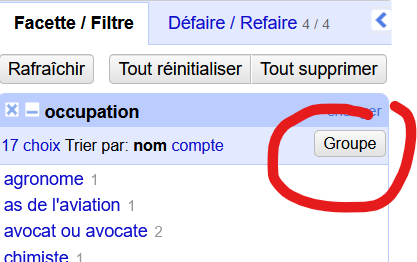 Facette / Filtre Défaire / Refaire 4 / 4
Rafraîchir Tout réinitialiser Tout supprimer
occupation changer
17 choix Trier par: nom compte Groupe
agronome 1
as de l'aviation 1
avocat ou avocate 2
chimiste 1